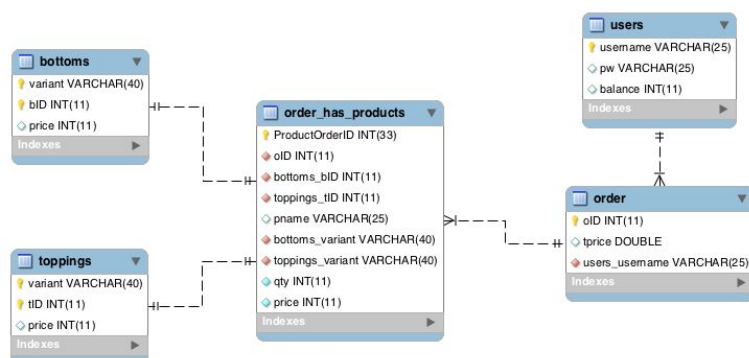 bottoms
variant VARCHAR(40)
bID INT(11)
price INT(11)
Indexes
toppings
variant VARCHAR(40)
tID INT(11)
price INT(11)
Indexes
order_has_products
ProductOrderID INT(33)
oID INT(11)
bottoms_bID INT(11)
toppings_tID INT(11)
pname VARCHAR(25)
bottoms_variant VARCHAR(40)
toppings_variant VARCHAR(40)
qty INT(11)
price INT(11)
Indexes
users
username VARCHAR(25)
pw VARCHAR(25)
balance INT(11)
Indexes
order
oID INT(11)
tprice DOUBLE
users_username VARCHAR(25)
Indexes